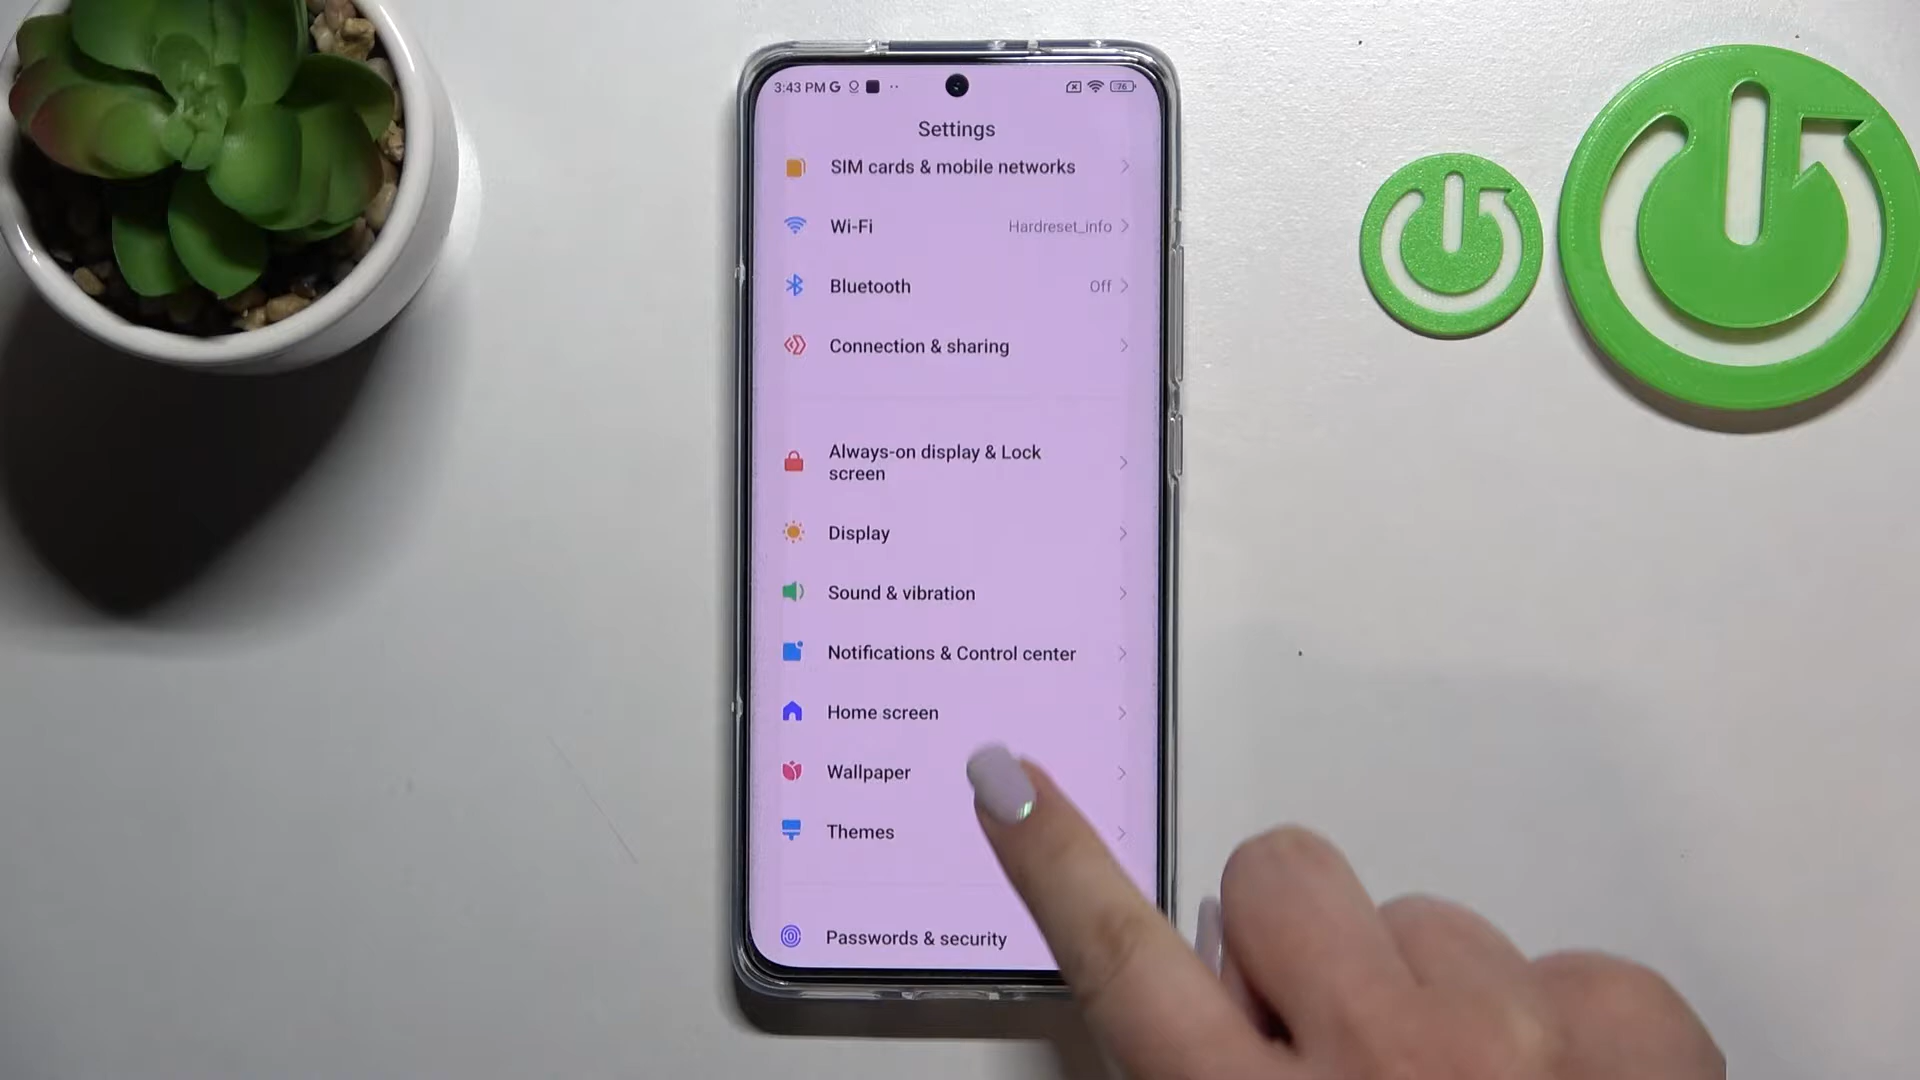 3:43 PM G
76
Settings
SIM cards & mobile networks
Wi-Fi Hardreset_info
Bluetooth Off
Connection & sharing
Always-on display & Lock
screen
Display
Sound & vibration
Notifications & Control center
Home screen
Wallpaper
Themes
Passwords & security